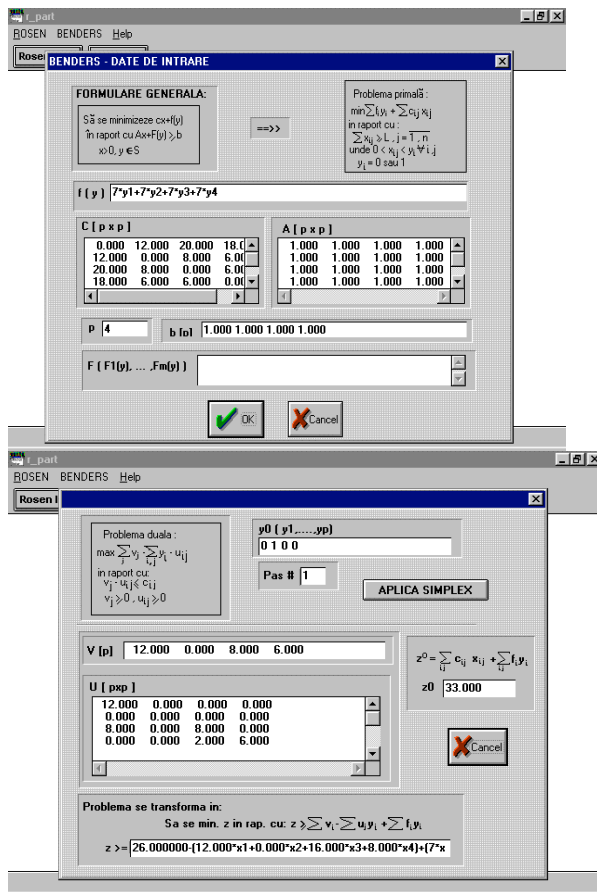 r_part
ROSEN BENDERS Help
Rosen
BENDERS - DATE DE INTRARE
FORMULARE GENERALA:
Să se minimizeze cx+f(y)
în raport cu Ax+F(y) ⩾ b
x>0, y ∈ S
==>>
Problema primală :
min∑fᵢyᵢ + ∑cᵢⱼ xᵢⱼ
in raport cu :
∑xᵢⱼ ⩾ L , j = 1 , n
unde 0 < xᵢⱼ < yᵢ ∀ i , j
yᵢ = 0 sau 1
f ( y ) 7*y1+7*y2+7*y3+7*y4
C [ p x p ]
0.000 12.000 20.000 18.(
12.000 0.000 8.000 6.00
20.000 8.000 0.000 6.00
18.000 6.000 6.000 0.00
A [ p x p ]
1.000 1.000 1.000 1.000
1.000 1.000 1.000 1.000
1.000 1.000 1.000 1.000
1.000 1.000 1.000 1.000
p 4
b [p] 1.000 1.000 1.000 1.000
F ( F1(y), ... ,Fm(y) )
OK
Cancel
r_part
ROSEN BENDERS Help
Rosen I
Problema duala :
max ∑vⱼ - ∑yᵢ · uᵢⱼ
in raport cu:
vⱼ - uᵢⱼ ⩽ cᵢⱼ
vⱼ ⩾ 0 , uᵢⱼ ⩾ 0
y0 ( y1,....,yp)
0 1 0 0
Pas # 1
APLICA SIMPLEX
V [p] 12.000 0.000 8.000 6.000
U [ pxp ]
12.000 0.000 0.000 0.000
0.000 0.000 0.000 0.000
8.000 0.000 8.000 0.000
0.000 0.000 2.000 6.000
z⁰ = ∑ cᵢⱼ xᵢⱼ + ∑fᵢyᵢ
z0 33.000
Cancel
Problema se transforma in:
Sa se min. z in rap. cu: z ⩾ ∑ vᵢ - ∑ uⱼyᵢ + ∑fᵢyᵢ
z >= 26.000000-(12.000*x1+0.000*x2+16.000*x3+8.000*x4)+(7*x